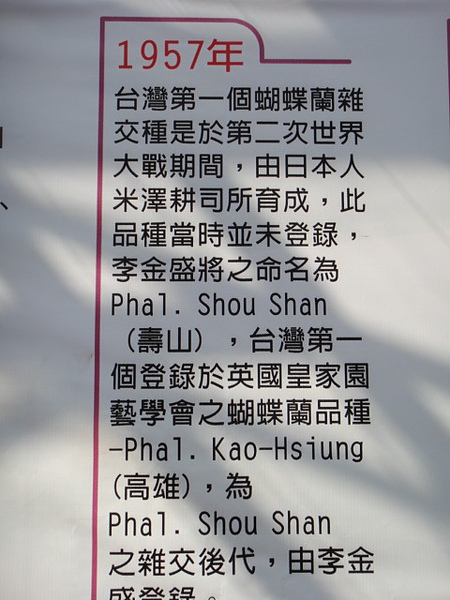 1957年
台灣第一個蝴蝶蘭雜
交種是於第二次世界
大戰期間，由日本人
米澤耕司所育成，此
品種當時並未登錄，
李金盛將之命名為
Phal. Shou Shan
（壽山），台灣第一
個登錄於英國皇家園
藝學會之蝴蝶蘭品種
-Phal. Kao-Hsiung
(高雄)，為
Phal. Shou Shan
之雜交後代，由李金
盛登錄。